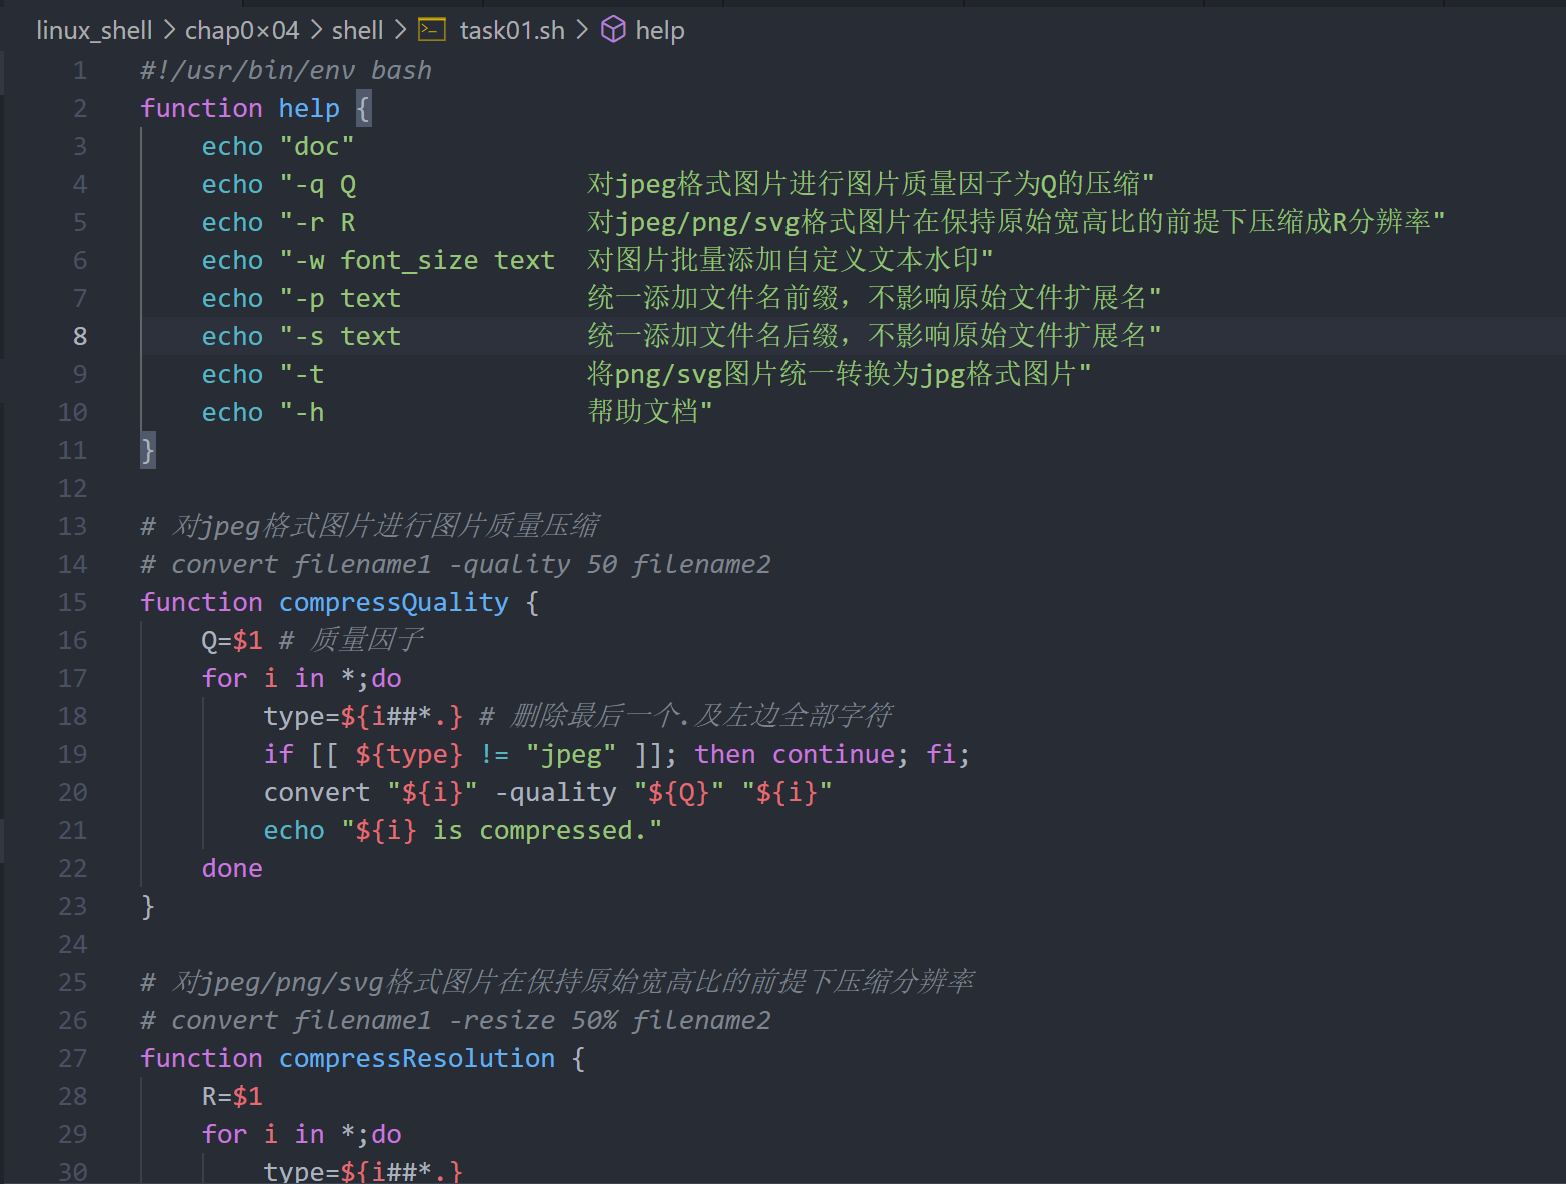 linux_shell > chap0×04 > shell > task01.sh > help
1 #!/usr/bin/env bash
2 function help {
3     echo "doc"
4     echo "-q Q               对jpeg格式图片进行图片质量因子为Q的压缩"
5     echo "-r R               对jpeg/png/svg格式图片在保持原始宽高比的前提下压缩成R分辨率"
6     echo "-w font_size text  对图片批量添加自定义文本水印"
7     echo "-p text            统一添加文件名前缀，不影响原始文件扩展名"
8     echo "-s text            统一添加文件名后缀，不影响原始文件扩展名"
9     echo "-t                 将png/svg图片统一转换为jpg格式图片"
10     echo "-h                 帮助文档"
11 }
12
13 # 对jpeg格式图片进行图片质量压缩
14 # convert filename1 -quality 50 filename2
15 function compressQuality {
16     Q=$1 # 质量因子
17     for i in *;do
18         type=${i##*.} # 删除最后一个.及左边全部字符
19         if [[ ${type} != "jpeg" ]]; then continue; fi;
20         convert "${i}" -quality "${Q}" "${i}"
21         echo "${i} is compressed."
22     done
23 }
24
25 # 对jpeg/png/svg格式图片在保持原始宽高比的前提下压缩分辨率
26 # convert filename1 -resize 50% filename2
27 function compressResolution {
28     R=$1
29     for i in *;do
30         type=${i##*.}